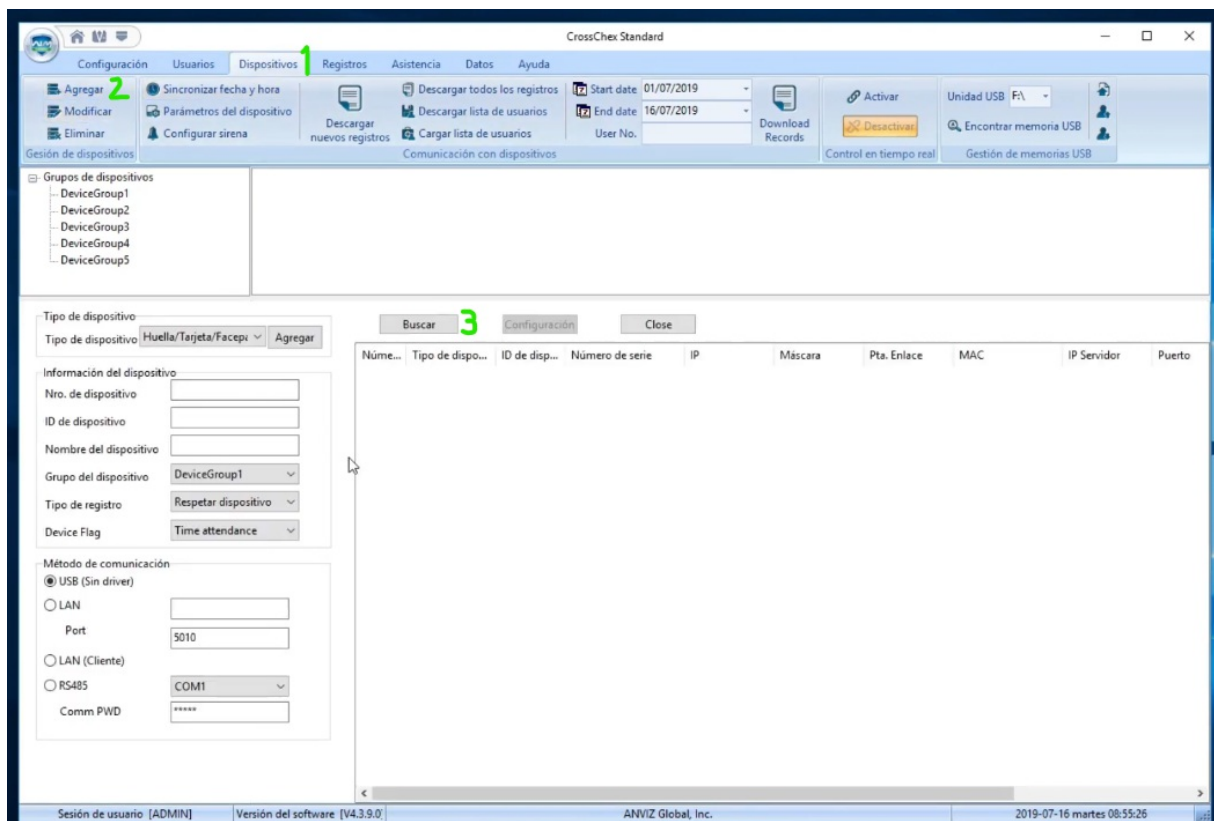 CrossChex Standard
Configuración Usuarios Dispositivos 1 Registros Asistencia Datos Ayuda
Agregar 2
Modificar
Eliminar
Gesión de dispositivos
Sincronizar fecha y hora
Parámetros del dispositivo
Configurar sirena
Descargar
nuevos registros
Descargar todos los registros
Descargar lista de usuarios
Cargar lista de usuarios
Start date 01/07/2019
End date 16/07/2019
User No.
Download
Records
Comunicación con dispositivos
Activar
Desactivar
Control en tiempo real
Unidad USB F:\
Encontrar memoria USB
Gestión de memorias USB
Grupos de dispositivos
DeviceGroup1
DeviceGroup2
DeviceGroup3
DeviceGroup4
DeviceGroup5
Tipo de dispositivo
Tipo de dispositivo Huella/Tarjeta/Facepa Agregar
Información del dispositivo
Nro. de dispositivo
ID de dispositivo
Nombre del dispositivo
Grupo del dispositivo DeviceGroup1
Tipo de registro Respetar dispositivo
Device Flag Time attendance
Método de comunicación
USB (Sin driver)
LAN
Port 5010
LAN (Cliente)
RS485 COM1
Comm PWD *****
Buscar 3 Configuración Close
Núme... Tipo de dispo... ID de disp... Número de serie IP Máscara Pta. Enlace MAC IP Servidor Puerto
Sesión de usuario [ADMIN] Versión del software [V4.3.9.0] ANVIZ Global, Inc. 2019-07-16 martes 08:55:26